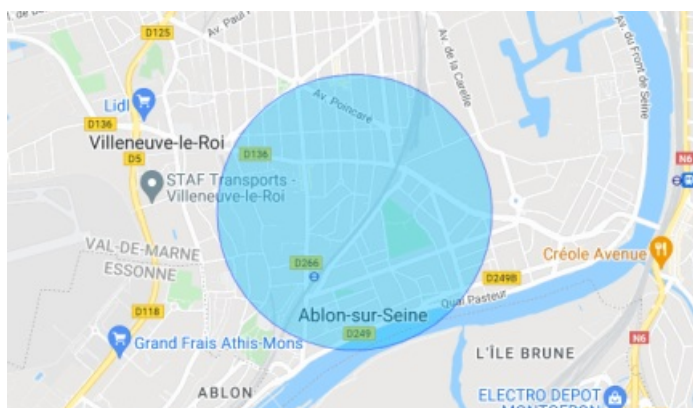 D125
Av. Paul
Av. de la Carelle
Av. du Front de Seine
Lidl
Av. Poincaré
D136
Villeneuve-le-Roi
D136
D5
N6
STAF Transports -
Villeneuve-le-Roi
VAL-DE-MARNE
ESSONNE
Créole Avenue
D266
D249B
Quai Pasteur
D118
Ablon-sur-Seine
D249
Grand Frais Athis-Mons
N6
L'ÎLE BRUNE
ABLON
ELECTRO DEPOT